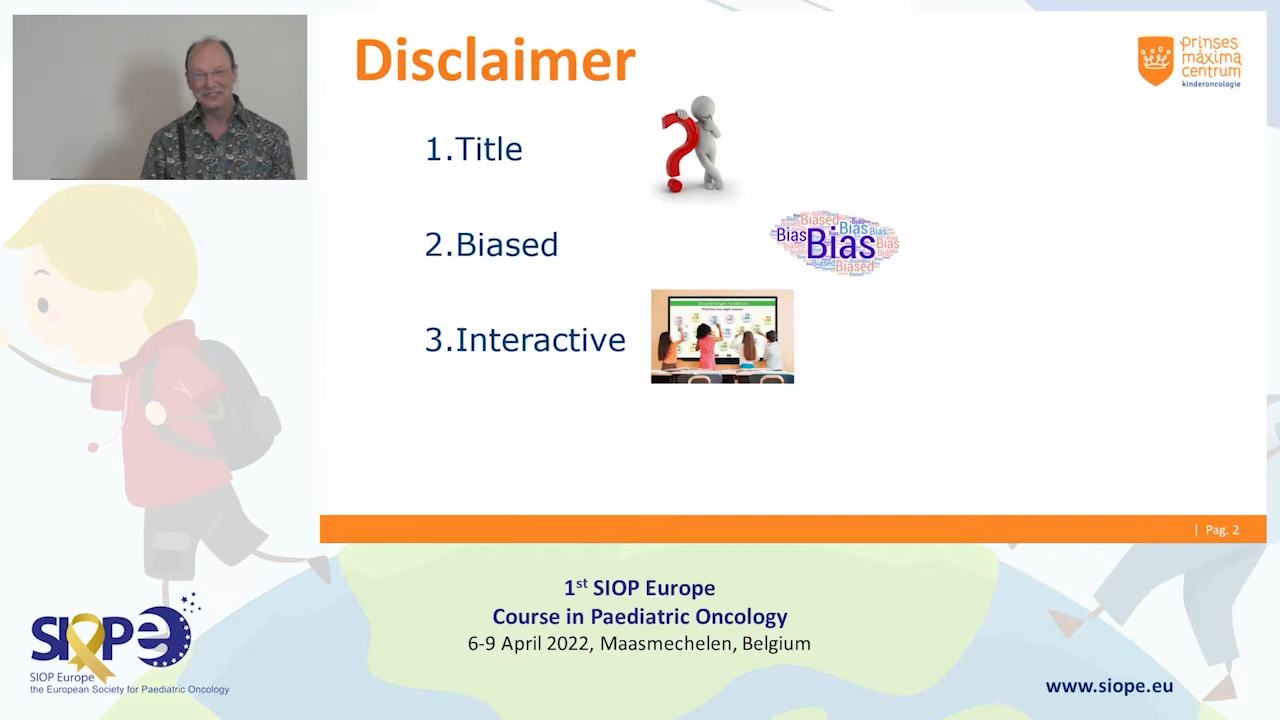 Disclaimer
prinses
máxima
centrum
kinderoncologie
1.Title
2.Biased
Biased
Bias
Bias
Bias
Bias
Bias
Biased
Biased
3.Interactive
| Pag. 2
1st SIOP Europe
Course in Paediatric Oncology
6-9 April 2022, Maasmechelen, Belgium
SIOPe
SIOP Europe
the European Society for Paediatric Oncology
www.siope.eu